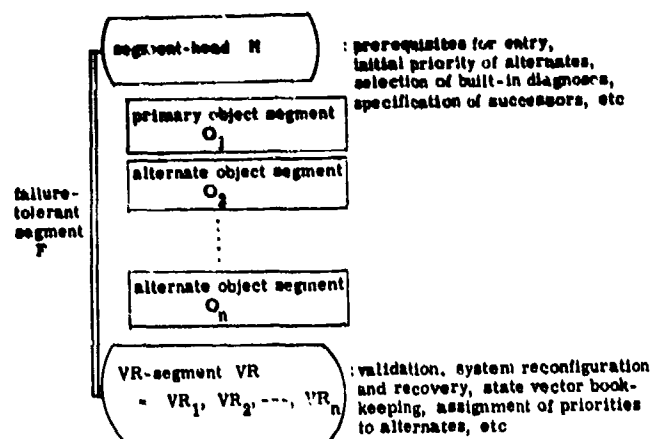 segment-head H
: prerequisites for entry,
initial priority of alternates,
selection of built-in diagnoses,
specification of successors, etc
primary object segment
O1
alternate object segment
O2
failure-
tolerant
segment
F
alternate object segment
On
VR-segment VR
= VR1, VR2, ---, VRn
: validation, system reconfiguration
and recovery, state vector book-
keeping, assignment of priorities
to alternates, etc